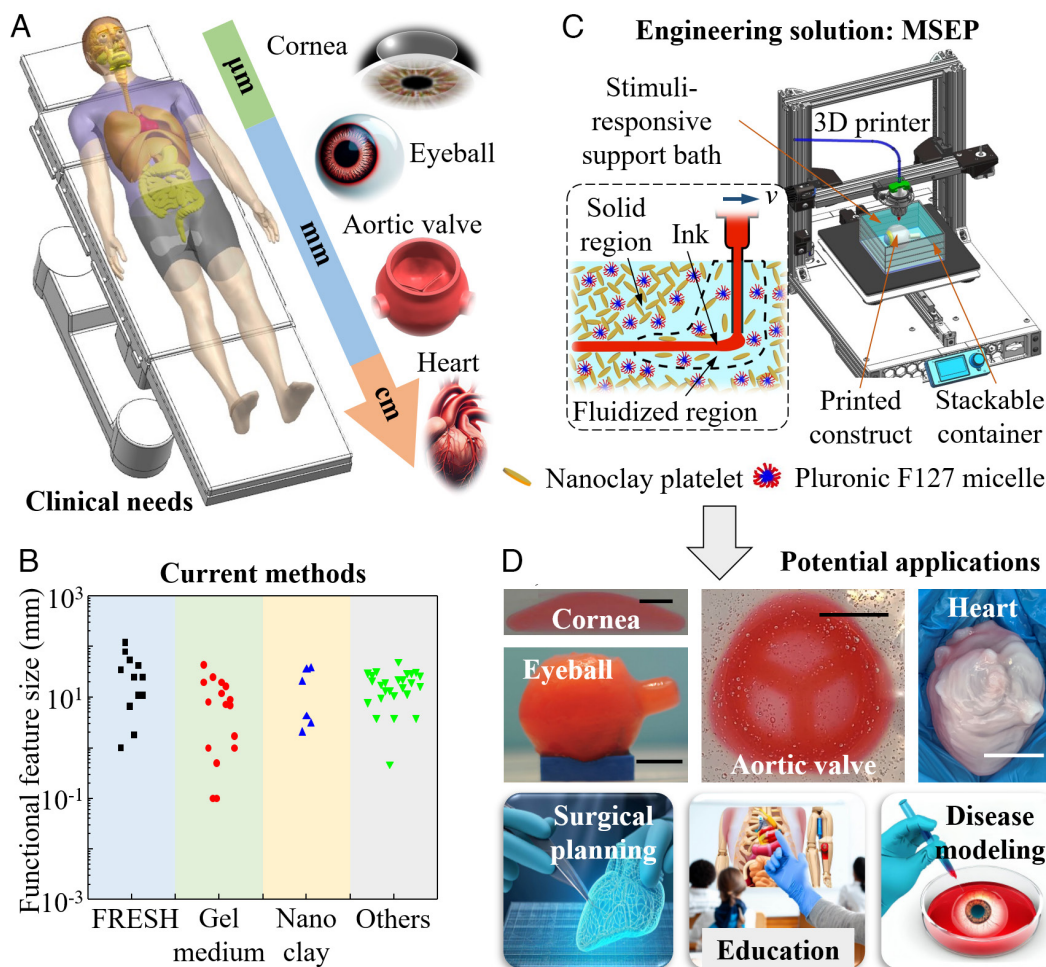 A
Cornea
Eyeball
Aortic valve
Heart
μm
mm
cm
Clinical needs
C
Engineering solution: MSEP
Stimuli-
responsive
support bath
3D printer
Solid
region
Ink
v
Fluidized region
Printed
construct
Stackable
container
Nanoclay platelet
Pluronic F127 micelle
B
Current methods
Functional feature size (mm)
10³
10¹
10⁻¹
10⁻³
FRESH
Gel
medium
Nano
clay
Others
D
Potential applications
Cornea
Eyeball
Aortic valve
Heart
Surgical
planning
Education
Disease
modeling